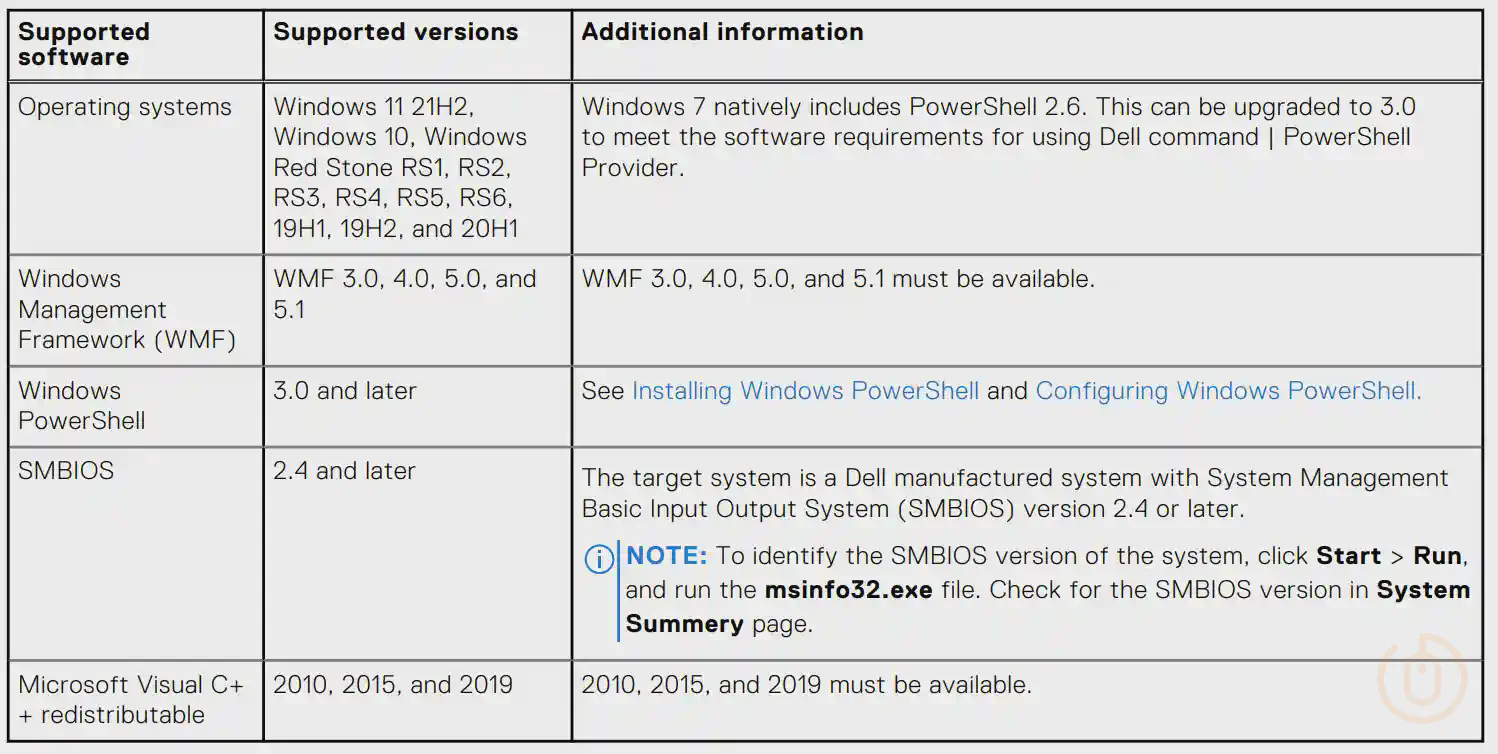 Supported
software
Supported versions
Additional information
Operating systems
Windows 11 21H2,
Windows 10, Windows
Red Stone RS1, RS2,
RS3, RS4, RS5, RS6,
19H1, 19H2, and 20H1
Windows 7 natively includes PowerShell 2.6. This can be upgraded to 3.0
to meet the software requirements for using Dell command | PowerShell
Provider.
Windows
Management
Framework (WMF)
WMF 3.0, 4.0, 5.0, and
5.1
WMF 3.0, 4.0, 5.0, and 5.1 must be available.
Windows
PowerShell
3.0 and later
See Installing Windows PowerShell and Configuring Windows PowerShell.
SMBIOS
2.4 and later
The target system is a Dell manufactured system with System Management
Basic Input Output System (SMBIOS) version 2.4 or later.
NOTE: To identify the SMBIOS version of the system, click Start > Run,
and run the msinfo32.exe file. Check for the SMBIOS version in System
Summery page.
Microsoft Visual C+
+ redistributable
2010, 2015, and 2019
2010, 2015, and 2019 must be available.